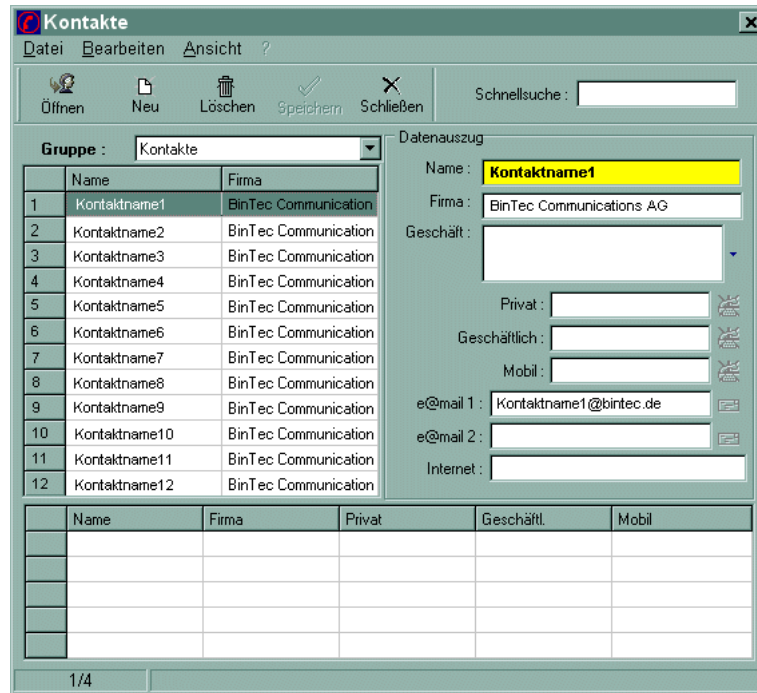 Kontakte
Datei Bearbeiten Ansicht ?
Öffnen Neu Löschen Speichern Schließen Schnellsuche :
Gruppe : Kontakte
Name Firma
1 Kontaktname1 BinTec Communication
2 Kontaktname2 BinTec Communication
3 Kontaktname3 BinTec Communication
4 Kontaktname4 BinTec Communication
5 Kontaktname5 BinTec Communication
6 Kontaktname6 BinTec Communication
7 Kontaktname7 BinTec Communication
8 Kontaktname8 BinTec Communication
9 Kontaktname9 BinTec Communication
10 Kontaktname10 BinTec Communication
11 Kontaktname11 BinTec Communication
12 Kontaktname12 BinTec Communication
Datenauszug
Name : Kontaktname1
Firma : BinTec Communications AG
Geschäft :
Privat :
Geschäftlich :
Mobil :
e@mail 1 : Kontaktname1@bintec.de
e@mail 2 :
Internet :
Name Firma Privat Geschäftl. Mobil
1/4